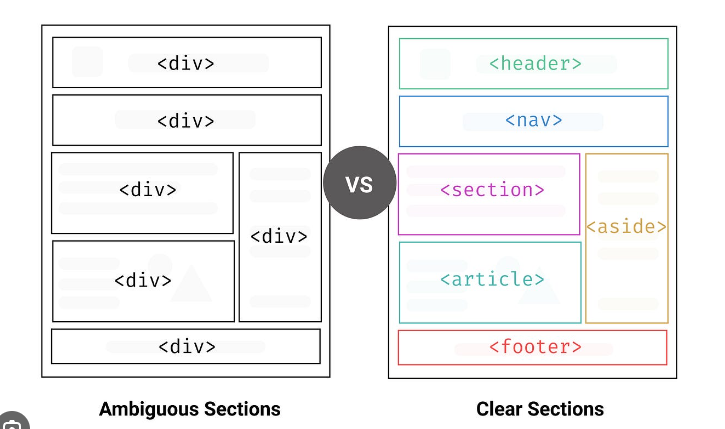 <div>
<div>
<div>
<div>
<div>
<div>
VS
<header>
<nav>
<section>
<aside>
<article>
<footer>
Ambiguous Sections
Clear Sections